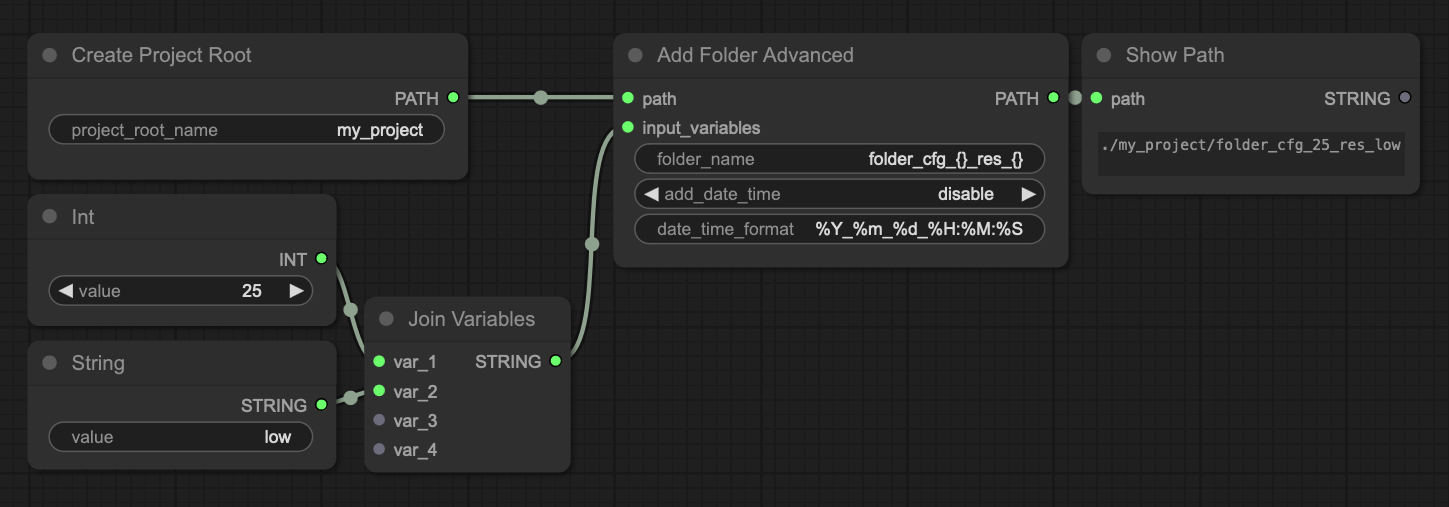 Create Project Root
PATH
project_root_name my_project
Int
INT
value 25
String
STRING
value low
Join Variables
var_1 STRING
var_2
var_3
var_4
Add Folder Advanced
path PATH
input_variables
folder_name folder_cfg_{}_res_{}
add_date_time disable
date_time_format %Y_%m_%d_%H:%M:%S
Show Path
path STRING
./my_project/folder_cfg_25_res_low